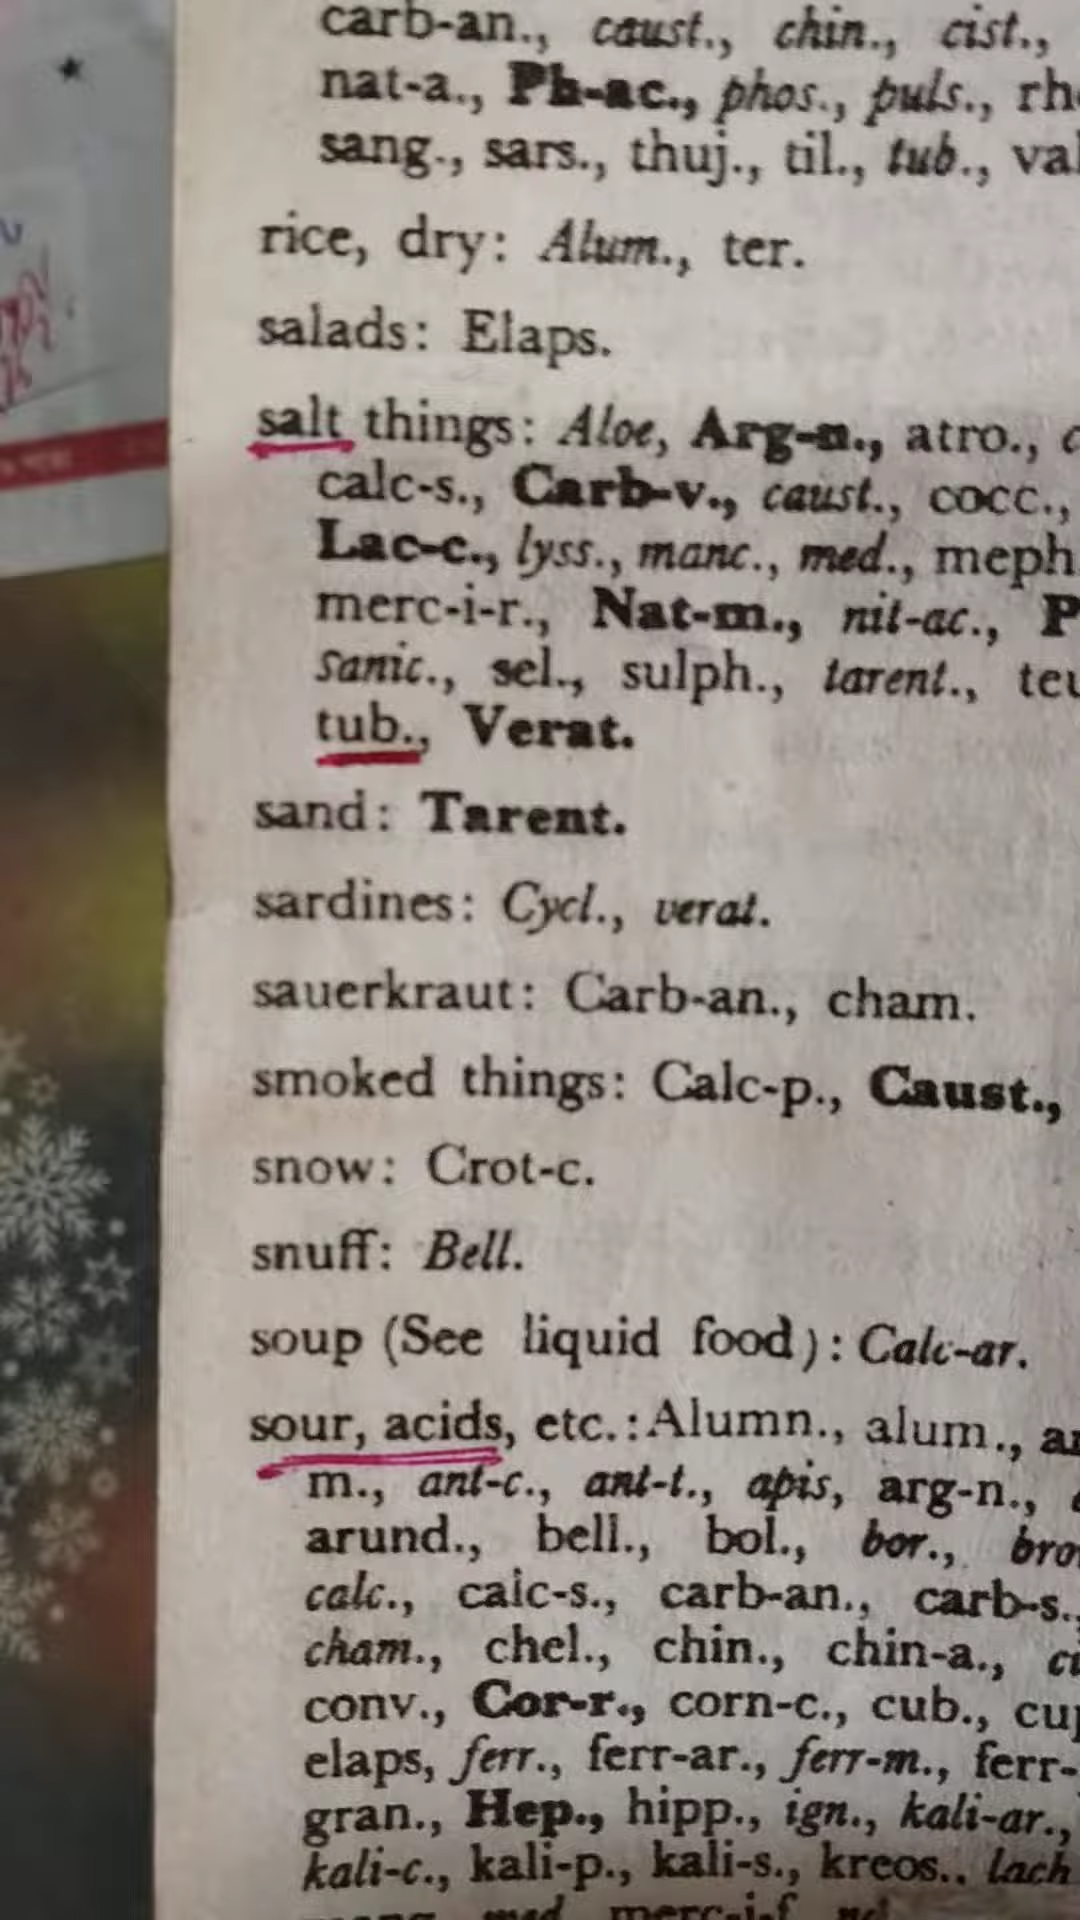 carb-an., caust., chin., cist.,
nat-a., Ph-ac., phos., puls.,
sang., sars., thuj., til., tub.,
rice, dry: Alum., ter.
salads: Elaps.
salt things: Aloe, Arg-n., atro.,
calc-s., Carb-v., caust., cocc.,
Lac-c., lyss., manc., med., meph
merc-i-r., Nat-m., nit-ac., P
sanic., sel., sulph., tarent.,
tub., Verat.
sand: Tarent.
sardines: Cycl., verat.
sauerkraut: Carb-an., cham.
smoked things: Calc-p., Caust.,
snow: Crot-c.
snuff: Bell.
soup (See liquid food): Calc-ar.
sour, acids, etc.: Alumn., alum.,
m., ant-c., ant-t., apis, arg-n.,
arund., bell., bol., bor., bro
calc., calc-s., carb-an., carb-s.,
cham., chel., chin., chin-a.,
conv., Cor-r., corn-c., cub.,
elaps, ferr., ferr-ar., ferr-m., ferr-
gran., Hep., hipp., ign., kali-ar.,
kali-c., kali-p., kali-s., kreos., lach